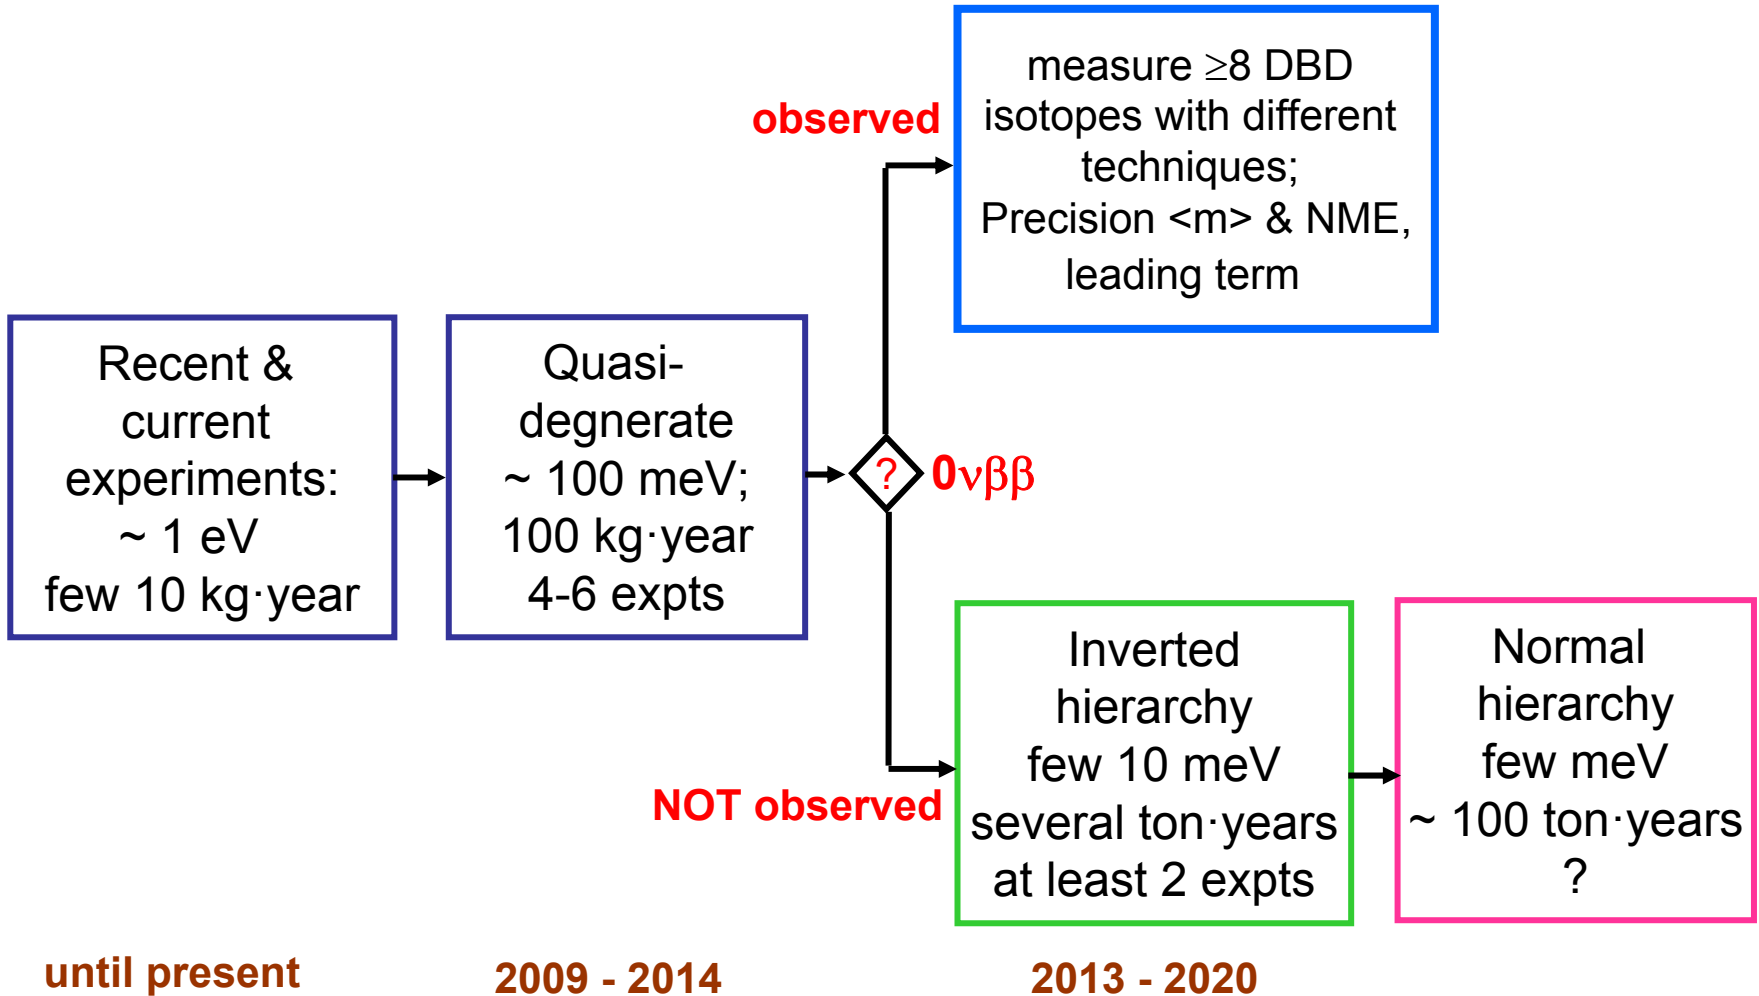 measure ≥8 DBD
isotopes with different
techniques;
Precision <m> & NME,
leading term
observed
Recent &
current
experiments:
~ 1 eV
few 10 kg·year
Quasi-
degnerate
~ 100 meV;
100 kg·year
4-6 expts
? 0νββ
NOT observed
Inverted
hierarchy
few 10 meV
several ton·years
at least 2 expts
Normal
hierarchy
few meV
~ 100 ton·years
?
until present
2009 - 2014
2013 - 2020